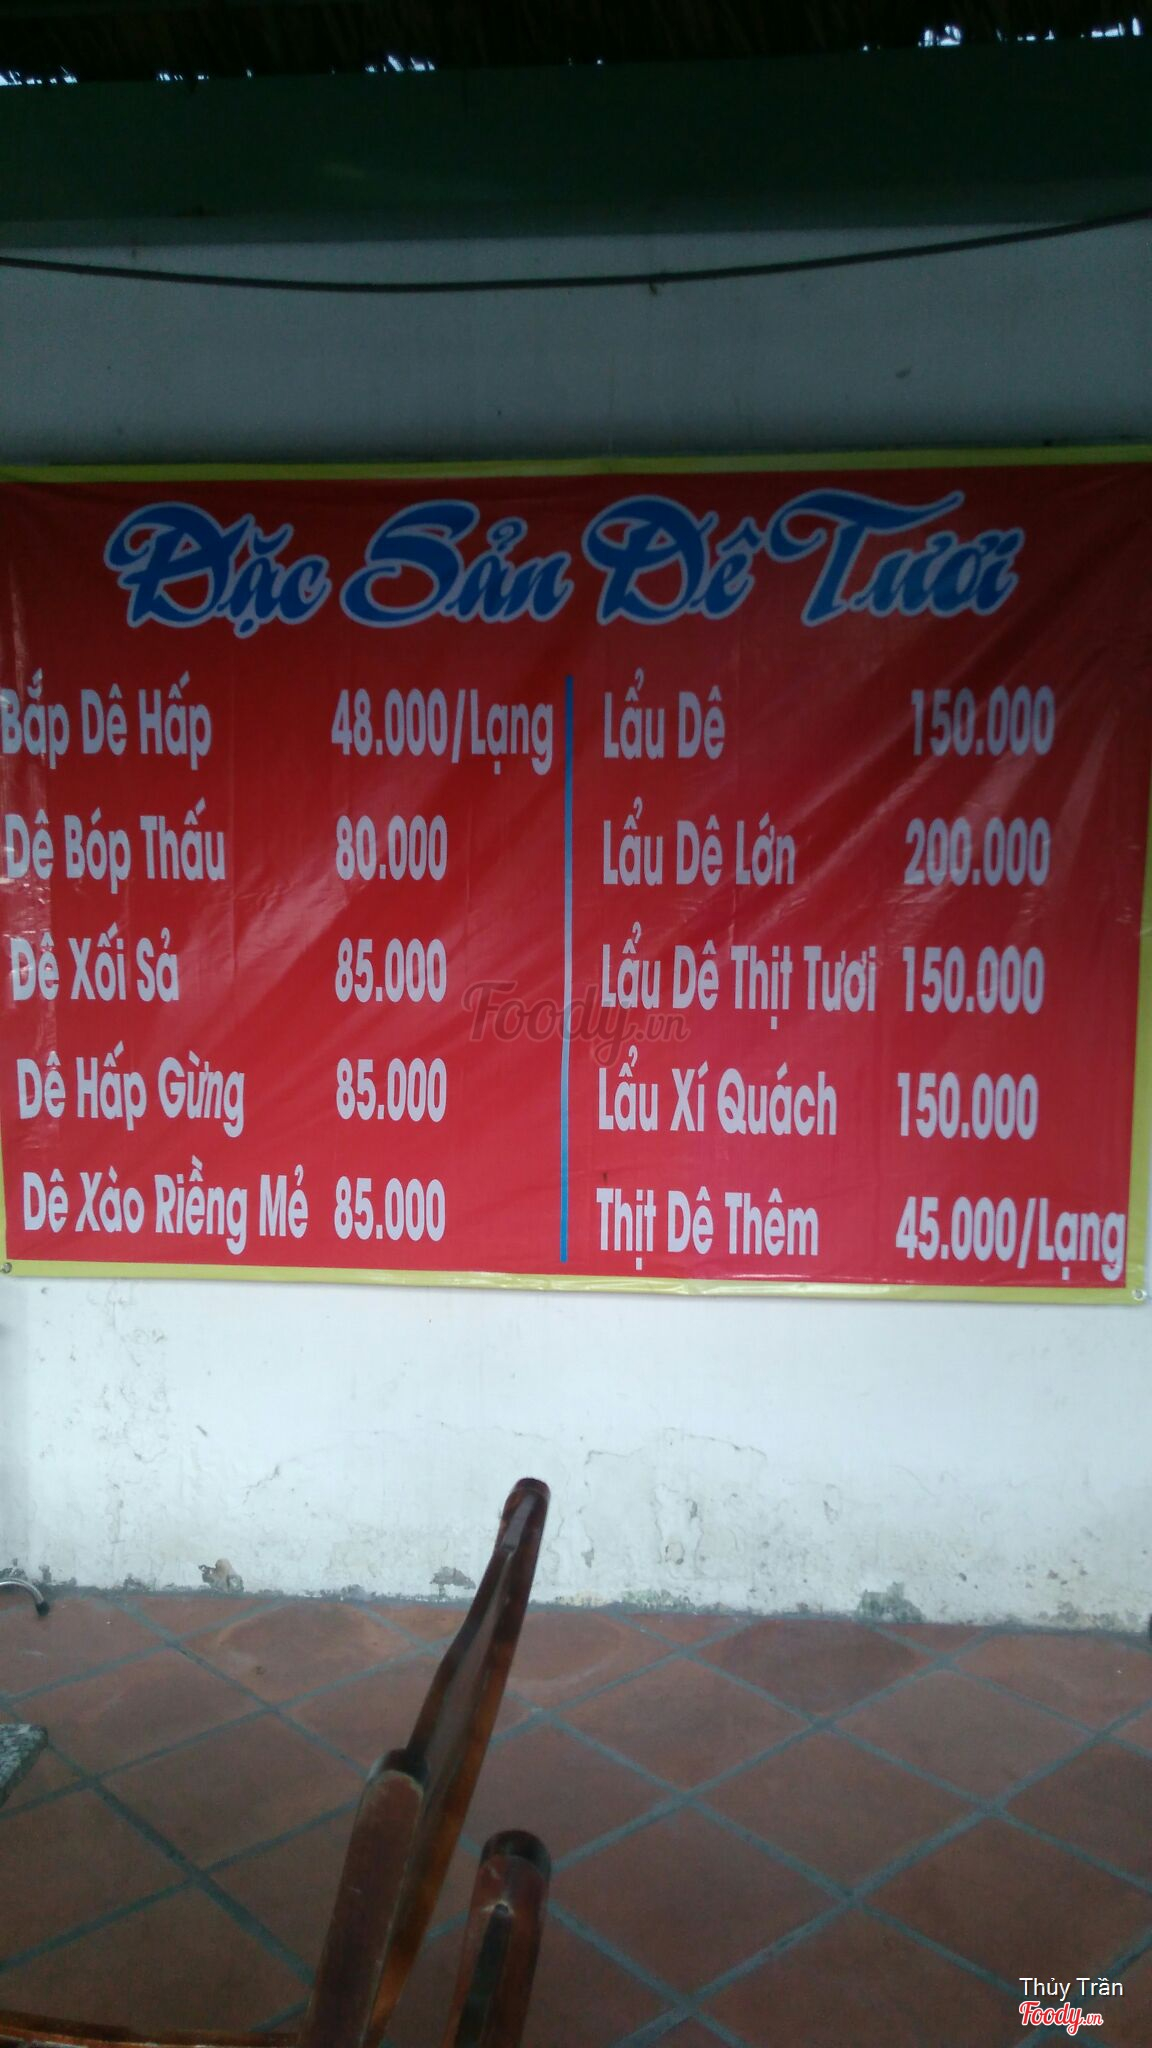 Đặc Sản Dê Tươi
Bắp Dê Hấp 48.000/Lạng
Dê Bóp Thấu 80.000
Dê Xối Sả 85.000
Dê Hấp Gừng 85.000
Dê Xào Riềng Mẻ 85.000
Lẩu Dê 150.000
Lẩu Dê Lớn 200.000
Lẩu Dê Thịt Tươi 150.000
Lẩu Xí Quách 150.000
Thịt Dê Thêm 45.000/Lạng
Foody.vn
Thủy Trần
Foody.vn